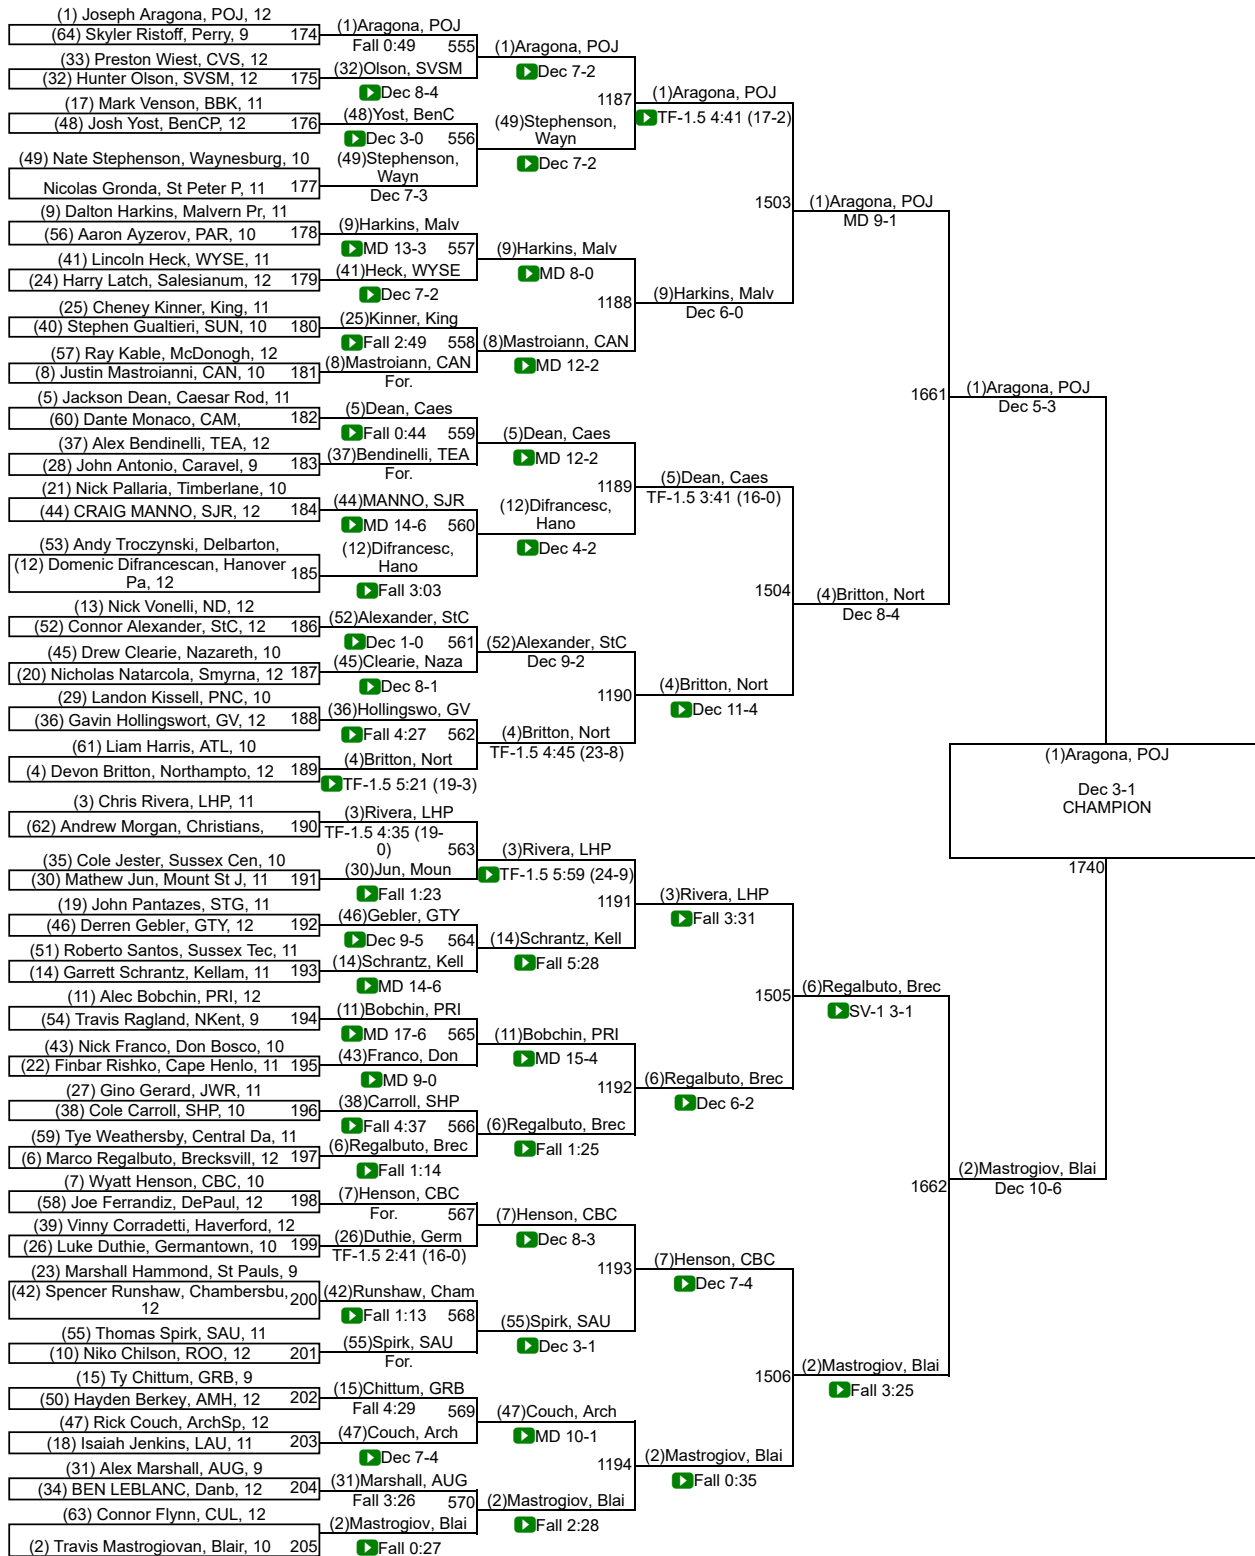 (1) Joseph Aragona, POJ, 12
(64) Skyler Ristoff, Perry, 9
174
(33) Preston Wiest, CVS, 12
(32) Hunter Olson, SVSM, 12
175
(17) Mark Venson, BBK, 11
(48) Josh Yost, BenCP, 12
176
(49) Nate Stephenson, Waynesburg, 10
Nicolas Gronda, St Peter P, 11
177
(9) Dalton Harkins, Malvern Pr, 11
(56) Aaron Ayzerov, PAR, 10
178
(41) Lincoln Heck, WYSE, 11
(24) Harry Latch, Salesianum, 12
179
(25) Cheney Kinner, King, 11
(40) Stephen Gualtieri, SUN, 10
180
(57) Ray Kable, McDonogh, 12
(8) Justin Mastroianni, CAN, 10
181
(5) Jackson Dean, Caesar Rod, 11
(60) Dante Monaco, CAM,
182
(37) Alex Bendinelli, TEA, 12
(28) John Antonio, Caravel, 9
183
(21) Nick Pallaria, Timberlane, 10
(44) CRAIG MANNO, SJR, 12
184
(53) Andy Troczynski, Delbarton,
(12) Domenic Difrancescan, Hanover
Pa, 12
185
(13) Nick Vonelli, ND, 12
(52) Connor Alexander, StC, 12
186
(45) Drew Clearie, Nazareth, 10
(20) Nicholas Natarcola, Smyrna, 12
187
(29) Landon Kissell, PNC, 10
(36) Gavin Hollingswort, GV, 12
188
(61) Liam Harris, ATL, 10
(4) Devon Britton, Northampto, 12
189
(3) Chris Rivera, LHP, 11
(62) Andrew Morgan, Christians,
190
(35) Cole Jester, Sussex Cen, 10
(30) Mathew Jun, Mount St J, 11
191
(19) John Pantazes, STG, 11
(46) Derren Gebler, GTY, 12
192
(51) Roberto Santos, Sussex Tec, 11
(14) Garrett Schrantz, Kellam, 11
193
(11) Alec Bobchin, PRI, 12
(54) Travis Ragland, NKent, 9
194
(43) Nick Franco, Don Bosco, 10
(22) Finbar Rishko, Cape Henlo, 11
195
(27) Gino Gerard, JWR, 11
(38) Cole Carroll, SHP, 10
196
(59) Tye Weathersby, Central Da, 11
(6) Marco Regalbuto, Brecksvill, 12
197
(7) Wyatt Henson, CBC, 10
(58) Joe Ferrandiz, DePaul, 12
198
(39) Vinny Corradetti, Haverford, 12
(26) Luke Duthie, Germantown, 10
199
(23) Marshall Hammond, St Pauls, 9
(42) Spencer Runshaw, Chambersbu,
12
200
(55) Thomas Spirk, SAU, 11
(10) Niko Chilson, ROO, 12
201
(15) Ty Chittum, GRB, 9
(50) Hayden Berkey, AMH, 12
202
(47) Rick Couch, ArchSp, 12
(18) Isaiah Jenkins, LAU, 11
203
(31) Alex Marshall, AUG, 9
(34) BEN LEBLANC, Danb, 12
204
(63) Connor Flynn, CUL, 12
(2) Travis Mastrogiovan, Blair, 10
205
(1)Aragona, POJ
Fall 0:49
555
(32)Olson, SVSM
Dec 8-4
(48)Yost, BenC
Dec 3-0
556
(49)Stephenson,
Wayn
Dec 7-3
(9)Harkins, Malv
MD 13-3
557
(41)Heck, WYSE
Dec 7-2
(25)Kinner, King
Fall 2:49
558
(8)Mastroiann, CAN
For.
(5)Dean, Caes
Fall 0:44
559
(37)Bendinelli, TEA
For.
(44)MANNO, SJR
MD 14-6
560
(12)Difrancesc,
Hano
Fall 3:03
(52)Alexander, StC
Dec 1-0
561
(45)Clearie, Naza
Dec 8-1
(36)Hollingswo, GV
Fall 4:27
562
(4)Britton, Nort
TF-1.5 5:21 (19-3)
(3)Rivera, LHP
TF-1.5 4:35 (19-
0)
563
(30)Jun, Moun
Fall 1:23
(46)Gebler, GTY
Dec 9-5
564
(14)Schrantz, Kell
MD 14-6
(11)Bobchin, PRI
MD 17-6
565
(43)Franco, Don
MD 9-0
(38)Carroll, SHP
Fall 4:37
566
(6)Regalbuto, Brec
Fall 1:14
(7)Henson, CBC
For.
567
(26)Duthie, Germ
TF-1.5 2:41 (16-0)
(42)Runshaw, Cham
Fall 1:13
568
(55)Spirk, SAU
For.
(15)Chittum, GRB
Fall 4:29
569
(47)Couch, Arch
Dec 7-4
(31)Marshall, AUG
Fall 3:26
570
(2)Mastrogiov, Blai
Fall 0:27
(1)Aragona, POJ
Dec 7-2
1187
(49)Stephenson,
Wayn
Dec 7-2
(9)Harkins, Malv
MD 8-0
1188
(8)Mastroiann, CAN
MD 12-2
(5)Dean, Caes
MD 12-2
1189
(12)Difrancesc,
Hano
Dec 4-2
(52)Alexander, StC
Dec 9-2
1190
(4)Britton, Nort
TF-1.5 4:45 (23-8)
(3)Rivera, LHP
TF-1.5 5:59 (24-9)
1191
(14)Schrantz, Kell
Fall 5:28
(11)Bobchin, PRI
MD 15-4
1192
(6)Regalbuto, Brec
Fall 1:25
(7)Henson, CBC
Dec 8-3
1193
(55)Spirk, SAU
Dec 3-1
(47)Couch, Arch
MD 10-1
1194
(2)Mastrogiov, Blai
Fall 2:28
(1)Aragona, POJ
TF-1.5 4:41 (17-2)
1503
(9)Harkins, Malv
Dec 6-0
(5)Dean, Caes
TF-1.5 3:41 (16-0)
1504
(4)Britton, Nort
Dec 11-4
(3)Rivera, LHP
Fall 3:31
1505
(6)Regalbuto, Brec
Dec 6-2
(7)Henson, CBC
Dec 7-4
1506
(2)Mastrogiov, Blai
Fall 0:35
(1)Aragona, POJ
MD 9-1
1661
(4)Britton, Nort
Dec 8-4
(6)Regalbuto, Brec
SV-1 3-1
1662
(2)Mastrogiov, Blai
Fall 3:25
(1)Aragona, POJ
Dec 5-3
(2)Mastrogiov, Blai
Dec 10-6
(1)Aragona, POJ
Dec 3-1
CHAMPION
1740